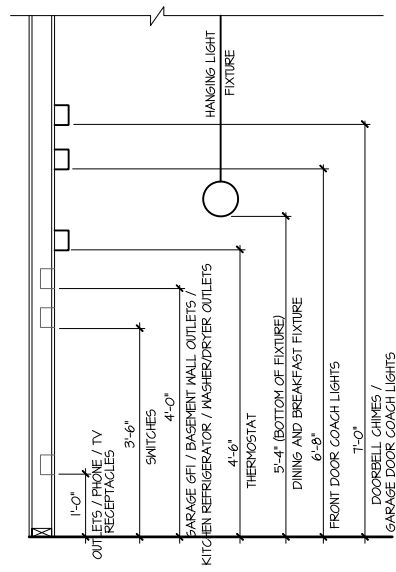 HANGING LIGHT
FIXTURE
1'-0"
OUTLETS / PHONE / TV
RECEPTACLES
3'-6"
SWITCHES
4'-0"
GARAGE GFI / BASEMENT WALL OUTLETS /
KITCHEN REFRIGERATOR / WASHER/DRYER OUTLETS
4'-6"
THERMOSTAT
5'-4" (BOTTOM OF FIXTURE)
DINING AND BREAKFAST FIXTURE
6'-8"
FRONT DOOR COACH LIGHTS
7'-0"
DOORBELL CHIMES /
GARAGE DOOR COACH LIGHTS